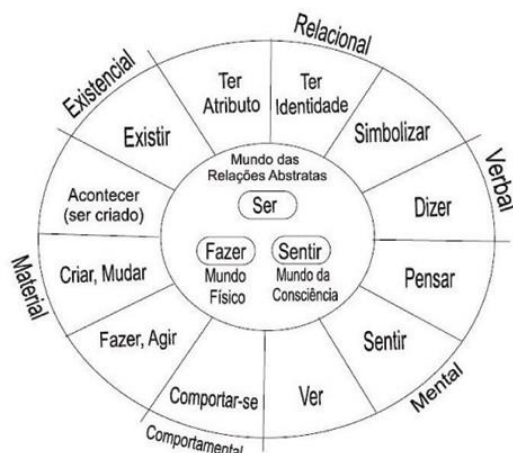 Relacional
Existencial
Verbal
Material
Mental
Comportamental
Ter
Atributo
Ter
Identidade
Simbolizar
Dizer
Pensar
Sentir
Ver
Comportar-se
Fazer, Agir
Criar, Mudar
Acontecer
(ser criado)
Existir
Mundo das
Relações Abstratas
Ser
Fazer
Mundo
Físico
Sentir
Mundo da
Consciência